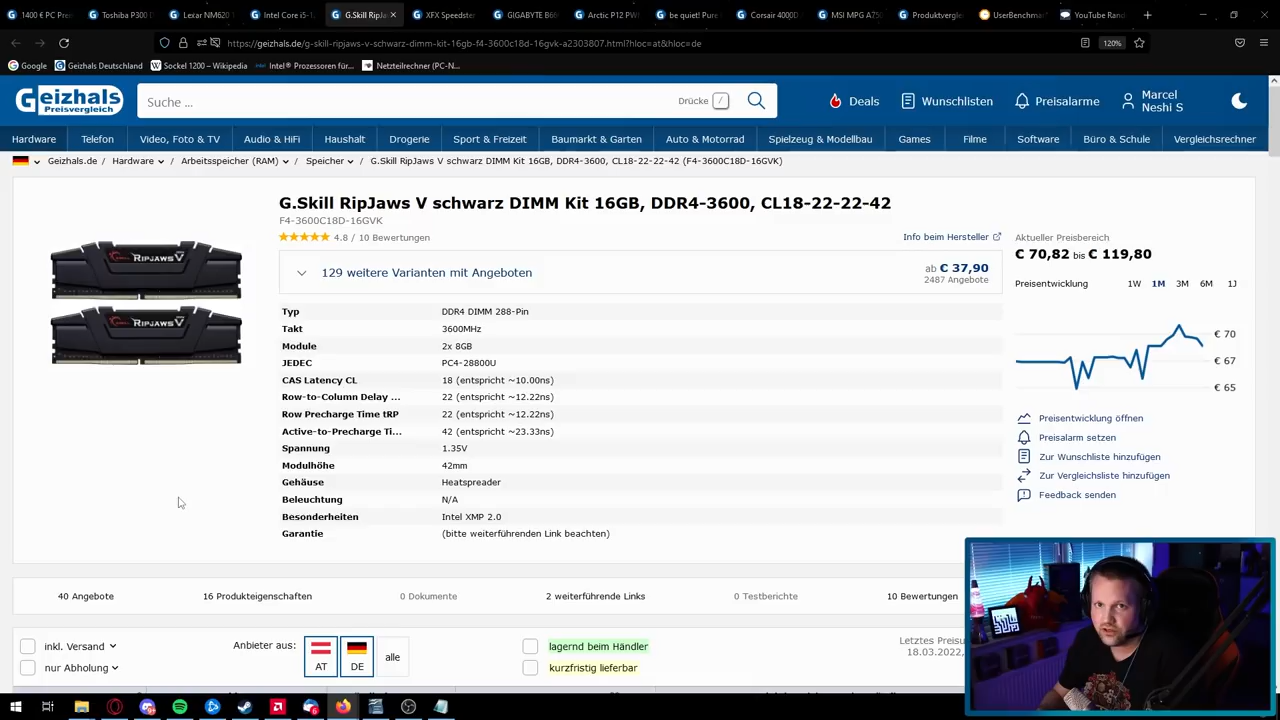 1400 € PC Preis
Toshiba P300 D
Lexar NM620
Intel Core i5-1
G.Skill RipJa
XFX Speedster
GIGABYTE B6
Arctic P12 PW
be quiet! Pure
Corsair 4000D
MSI MPG A750
Produktvergle
UserBenchmar
YouTube Ran
https://geizhals.de/g-skill-ripjaws-v-schwarz-dimm-kit-16gb-f4-3600c18d-16gvk-a2303807.html?hloc=at&hloc=de
120%
Google
Geizhals Deutschland
Sockel 1200 – Wikipedia
Intel® Prozessoren für...
Netzteilrechner (PC-N...
Geizhals
Preisvergleich
Suche ...
Drücke /
Deals
Wunschlisten
Preisalarme
Marcel
Neshi S
Hardware
Telefon
Video, Foto & TV
Audio & HiFi
Haushalt
Drogerie
Sport & Freizeit
Baumarkt & Garten
Auto & Motorrad
Spielzeug & Modellbau
Games
Filme
Software
Büro & Schule
Vergleichsrechner
Geizhals.de / Hardware / Arbeitsspeicher (RAM) / Speicher / G.Skill RipJaws V schwarz DIMM Kit 16GB, DDR4-3600, CL18-22-22-42 (F4-3600C18D-16GVK)
G.Skill RipJaws V schwarz DIMM Kit 16GB, DDR4-3600, CL18-22-22-42
F4-3600C18D-16GVK
4.8 / 10 Bewertungen
Info beim Hersteller
129 weitere Varianten mit Angeboten
ab € 37,90
2487 Angebote
RIPJAWS V
RIPJAWS V
Typ DDR4 DIMM 288-Pin
Takt 3600MHz
Module 2x 8GB
JEDEC PC4-28800U
CAS Latency CL 18 (entspricht ~10.00ns)
Row-to-Column Delay ... 22 (entspricht ~12.22ns)
Row Precharge Time tRP 22 (entspricht ~12.22ns)
Active-to-Precharge Ti... 42 (entspricht ~23.33ns)
Spannung 1.35V
Modulhöhe 42mm
Gehäuse Heatspreader
Beleuchtung N/A
Besonderheiten Intel XMP 2.0
Garantie (bitte weiterführenden Link beachten)
Aktueller Preisbereich
€ 70,82 bis € 119,80
Preisentwicklung 1W 1M 3M 6M 1J
€ 70
€ 67
€ 65
Preisentwicklung öffnen
Preisalarm setzen
Zur Wunschliste hinzufügen
Zur Vergleichsliste hinzufügen
Feedback senden
40 Angebote
16 Produkteigenschaften
0 Dokumente
2 weiterführende Links
0 Testberichte
10 Bewertungen
inkl. Versand
nur Abholung
Anbieter aus:
AT
DE
alle
lagernd beim Händler
kurzfristig lieferbar
Letztes Preisu
18.03.2022,